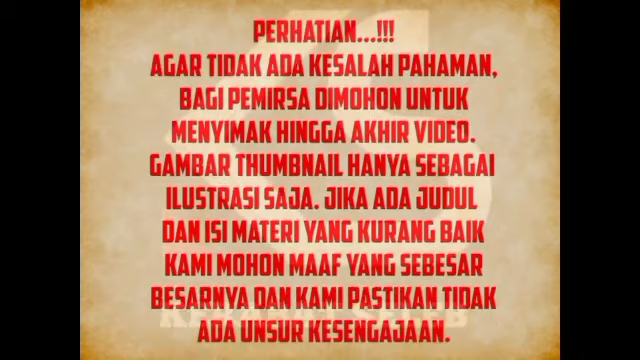 PERHATIAN...!!!
AGAR TIDAK ADA KESALAH PAHAMAN,
BAGI PEMIRSA DIMOHON UNTUK
MENYIMAK HINGGA AKHIR VIDEO.
GAMBAR THUMBNAIL HANYA SEBAGAI
ILUSTRASI SAJA. JIKA ADA JUDUL
DAN ISI MATERI YANG KURANG BAIK
KAMI MOHON MAAF YANG SEBESAR
BESARNYA DAN KAMI PASTIKAN TIDAK
KERABAT SELEB
ADA UNSUR KESENGAJAAN.